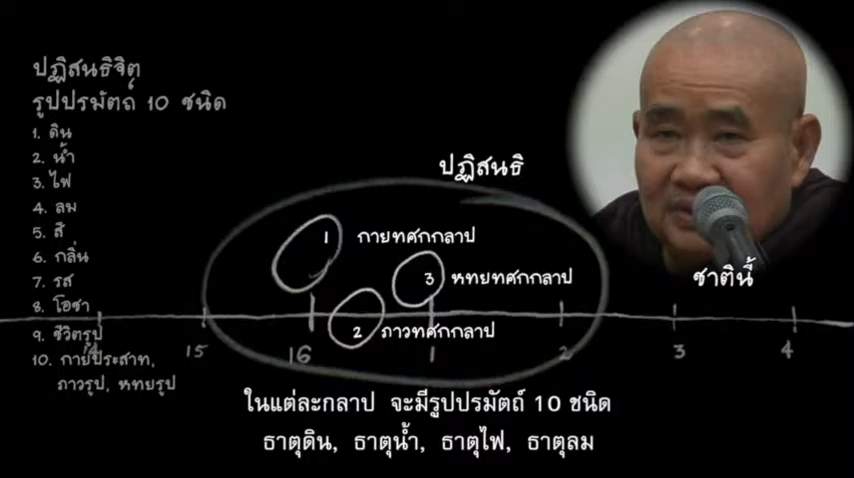 ปฏิสนธิจิต
รูปปรมัตถ์ 10 ชนิด
1. ดิน
2. น้ำ
3. ไฟ
4. ลม
5. สี
6. กลิ่น
7. รส
8. โอชา
9. ชีวิตรูป
10. กายประสาท,
ภาวรูป, หทยรูป
ปฏิสนธิ
1 กายทศกกลาป
3 หทยทศกกลาป
2 ภาวทศกกลาป
ชาตินี้
14 15 16 1 2 3 4
ในแต่ละกลาป จะมีรูปปรมัตถ์ 10 ชนิด
ธาตุดิน, ธาตุน้ำ, ธาตุไฟ, ธาตุลม